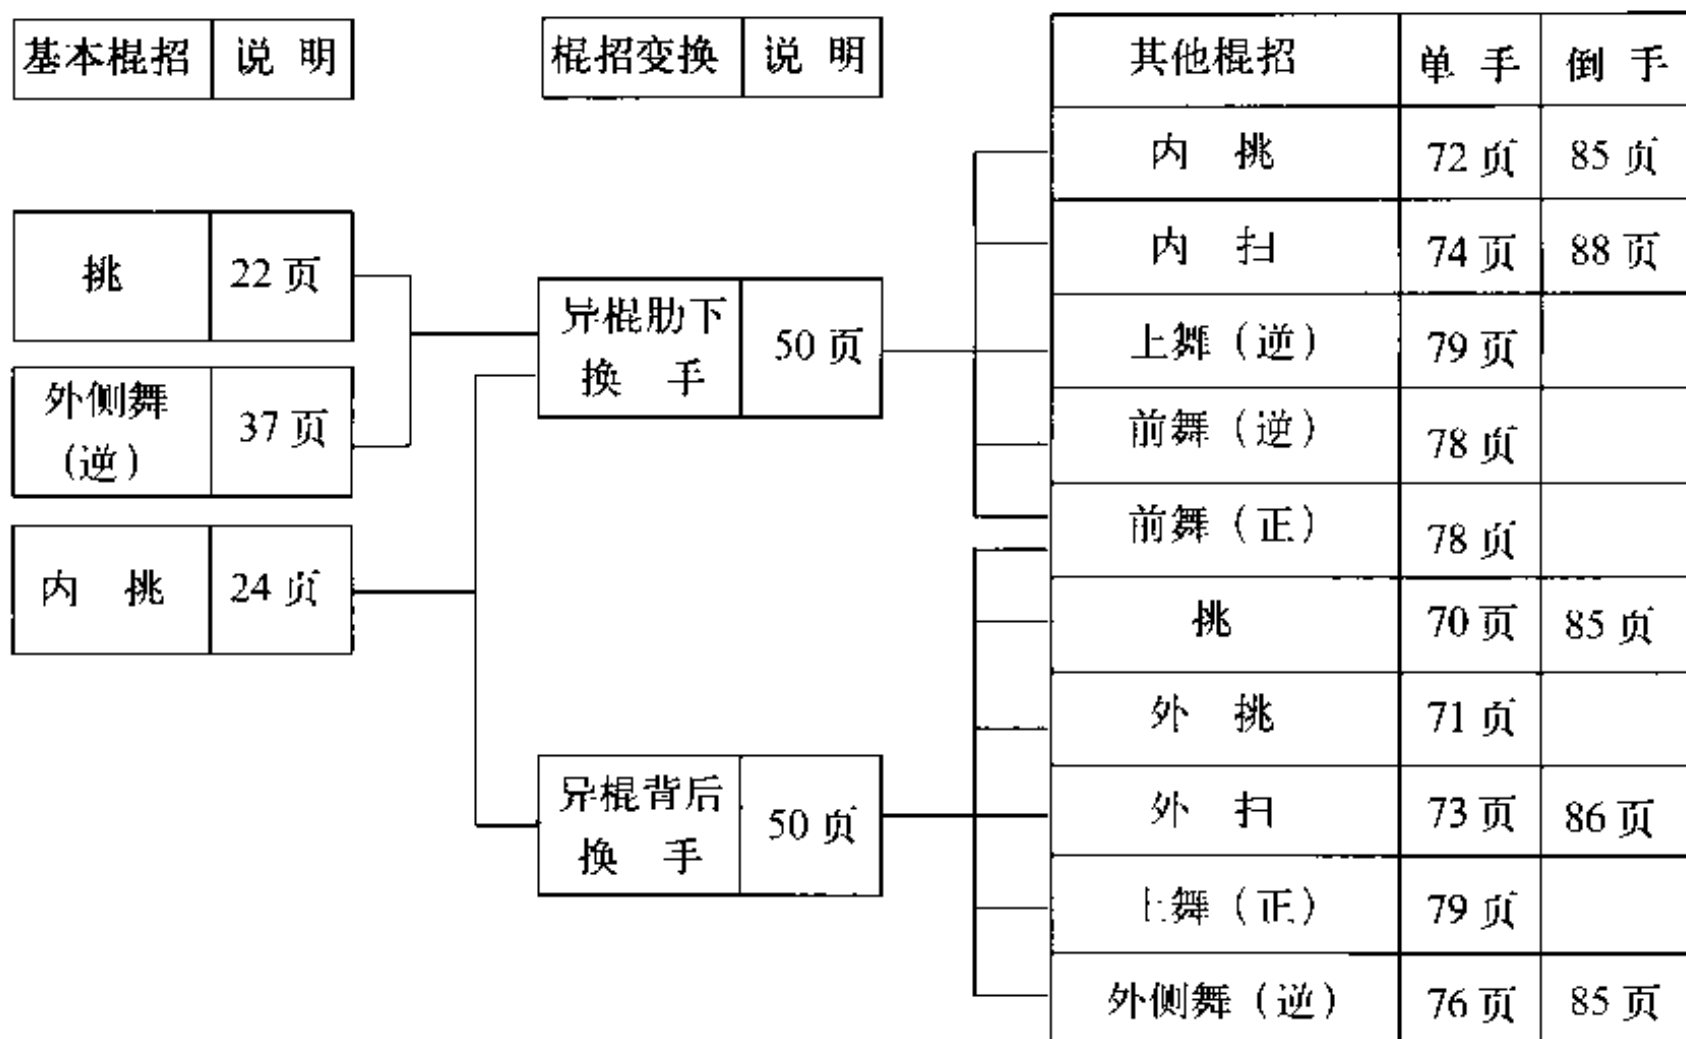 基本棍招 说 明
棍招变换 说 明
其他棍招 单 手 倒 手
挑 22 页
外侧舞 37 页
(逆)
内 挑 24 页
异棍肋下 50 页
换 手
异棍背后 50 页
换 手
内 挑 72 页 85 页
内 扫 74 页 88 页
上舞（逆） 79 页
前舞（逆） 78 页
前舞（正） 78 页
挑 70 页 85 页
外 挑 71 页
外 扫 73 页 86 页
上舞（正） 79 页
外侧舞（逆） 76 页 85 页